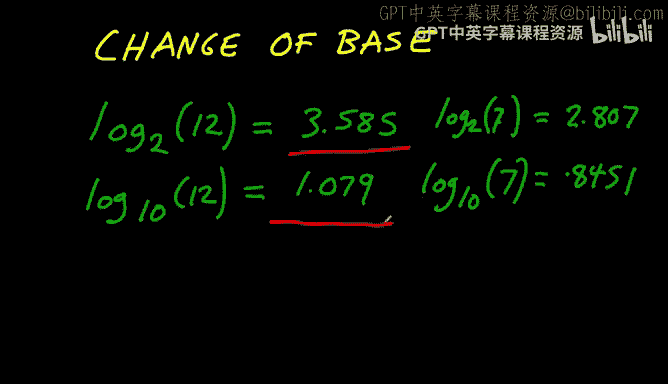 GPT中英字幕课程资源@bilibili.com
GPT中英字幕课程资源 bilibili
CHANGE OF BASE
log₂(12) = 3.585 log₂(7) = 2.807
log₁₀(12) = 1.079 log₁₀(7) = .8451